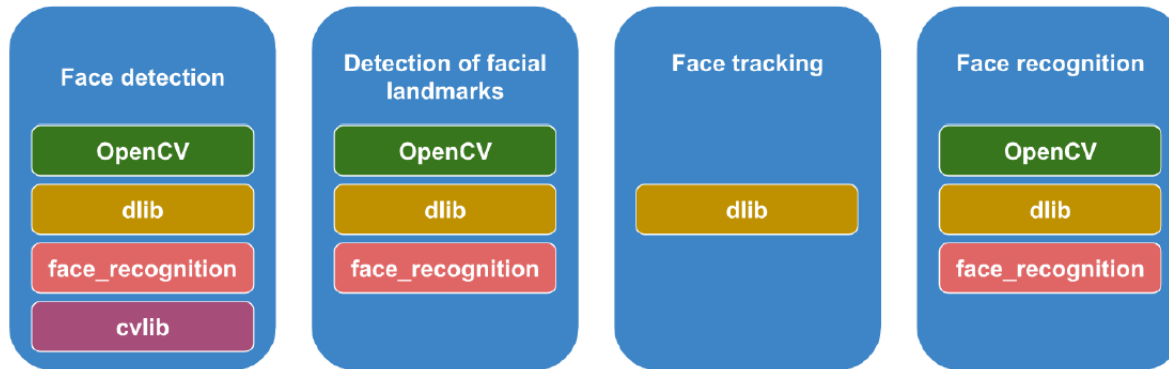 Face detection
OpenCV
dlib
face_recognition
cvlib
Detection of facial
landmarks
OpenCV
dlib
face_recognition
Face tracking
dlib
Face recognition
OpenCV
dlib
face_recognition